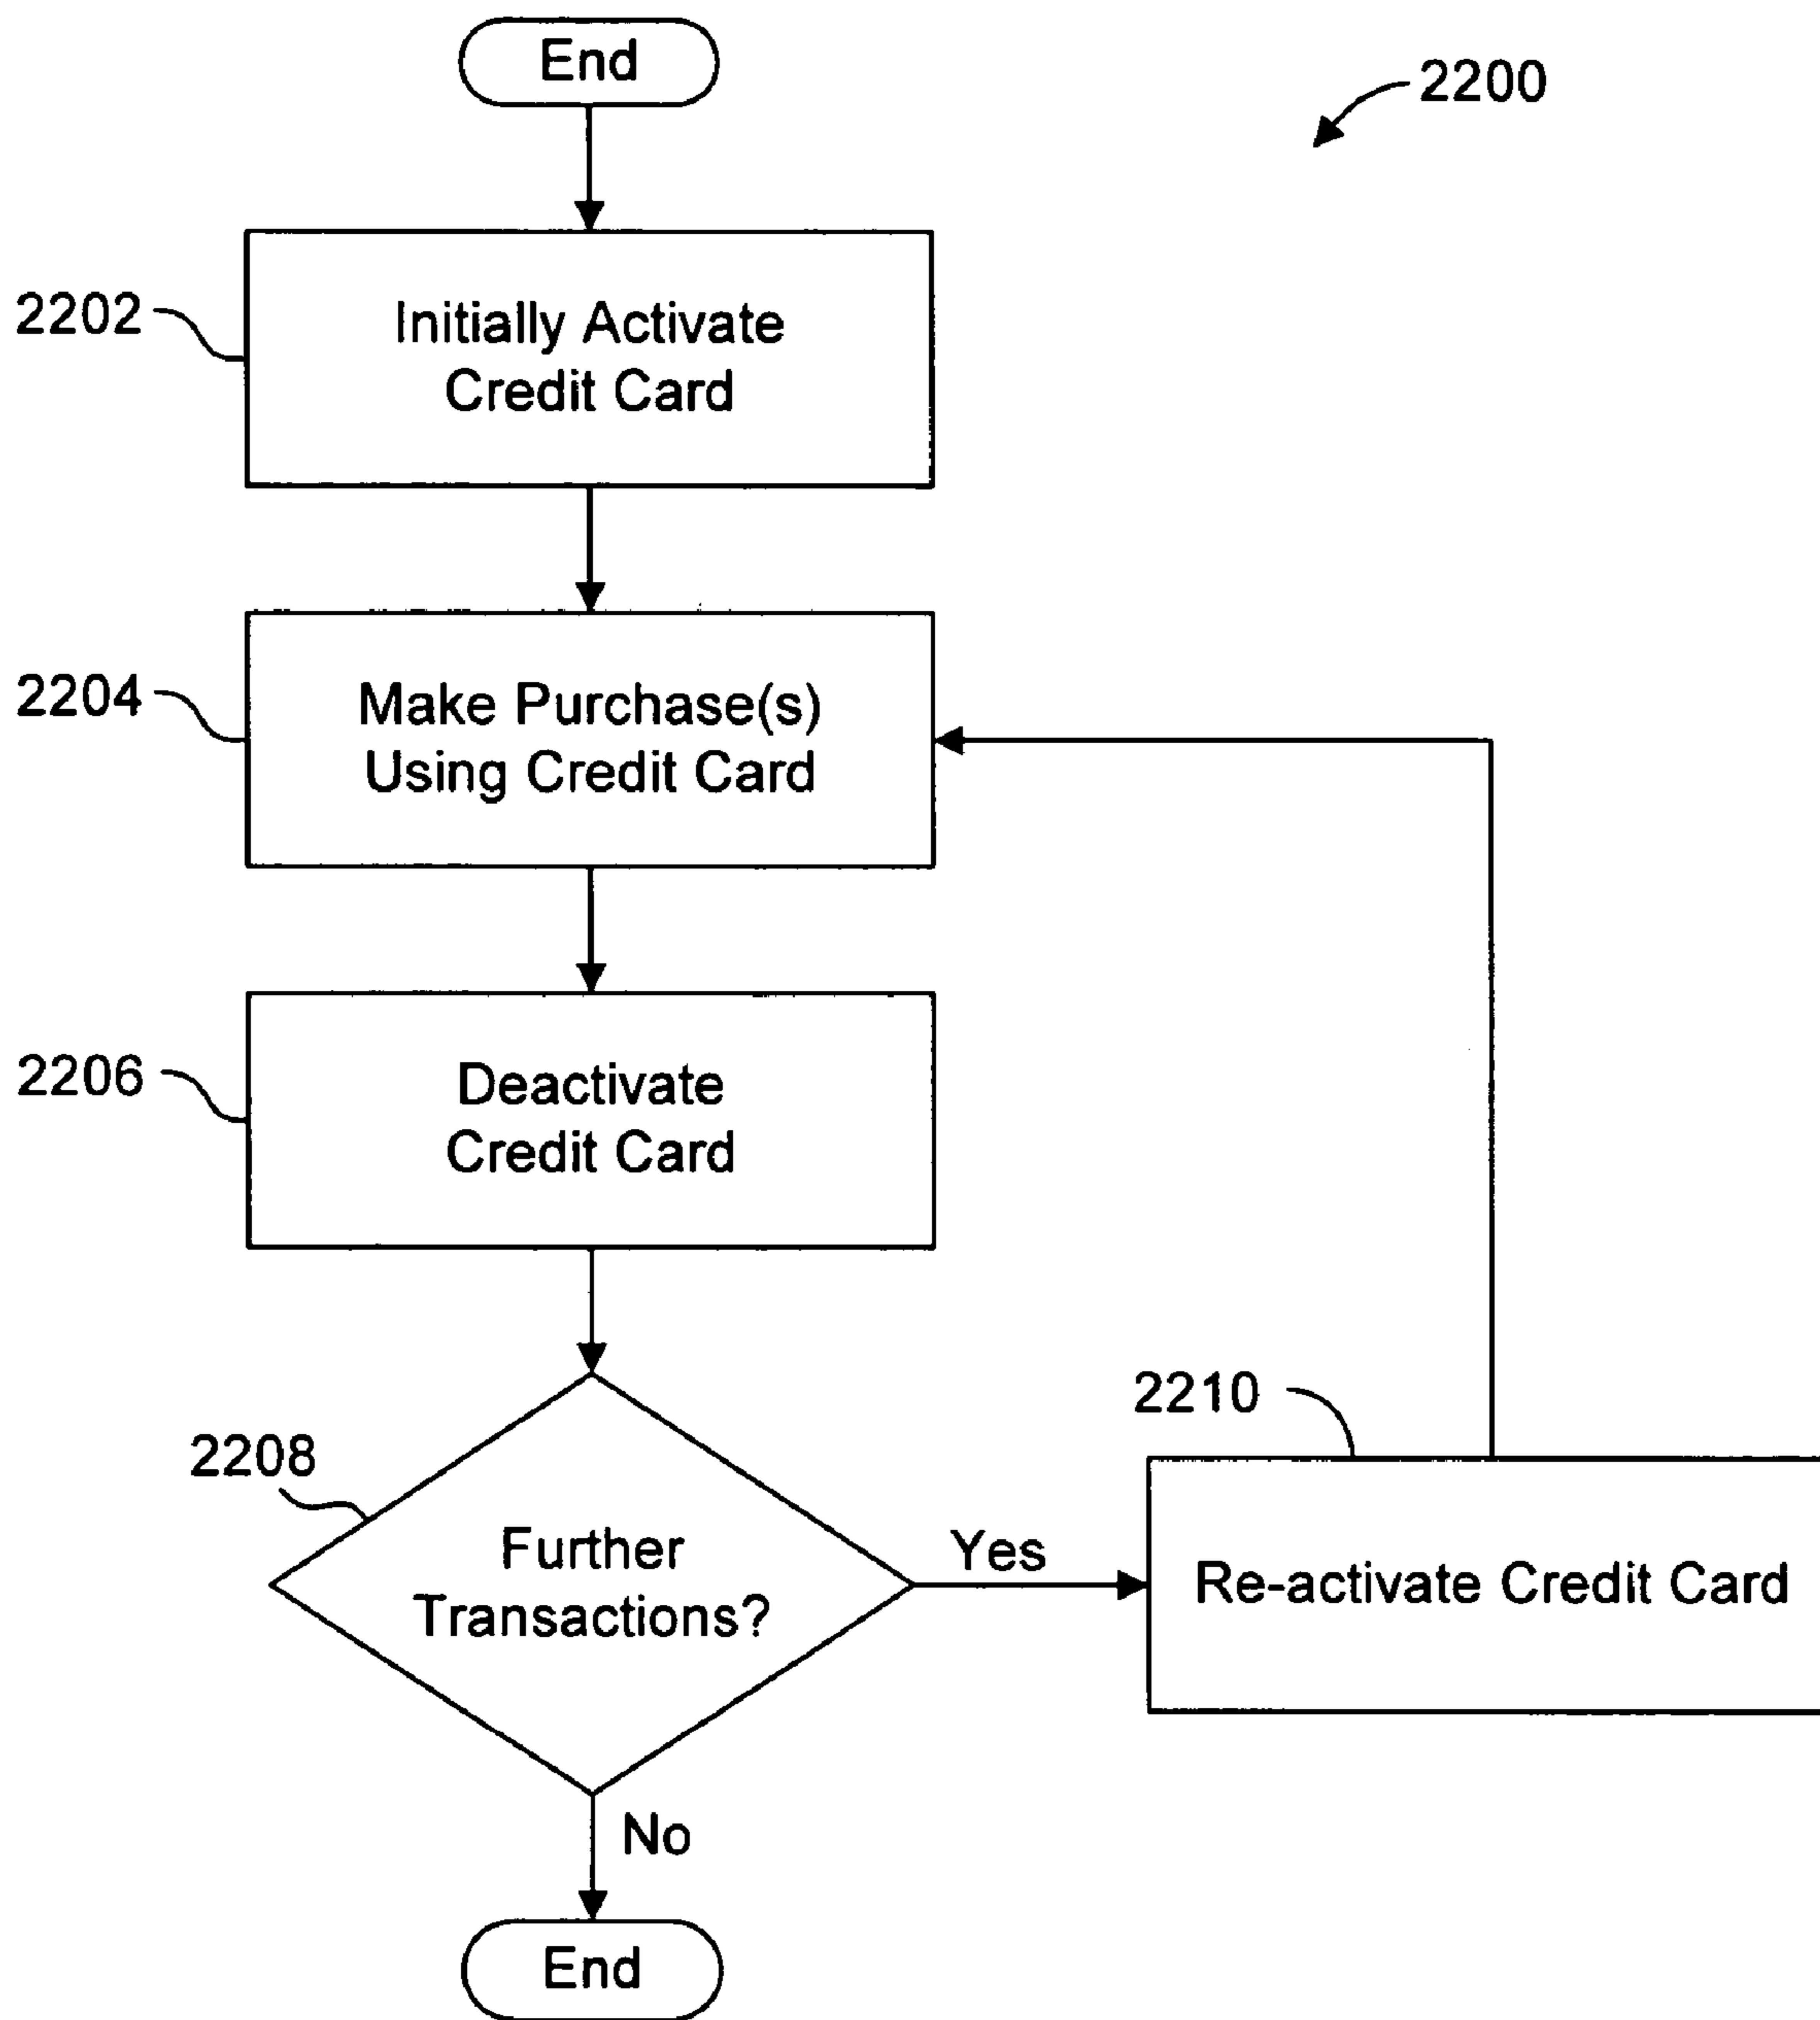 End
2200
2202
Initially Activate
Credit Card
2204
Make Purchase(s)
Using Credit Card
2206
Deactivate
Credit Card
2208
Further
Transactions?
Yes
2210
Re-activate Credit Card
No
End